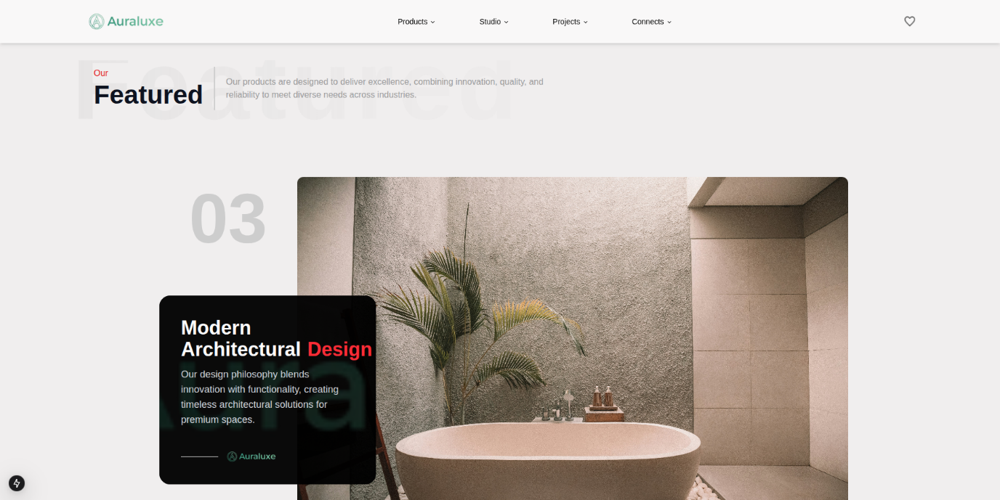 Auraluxe
Products
Studio
Projects
Connects
Featured
Our
Featured
Our products are designed to deliver excellence, combining innovation, quality, and
reliability to meet diverse needs across industries.
03
Modern
Architectural Design
Aura
Our design philosophy blends
innovation with functionality, creating
timeless architectural solutions for
premium spaces.
Auraluxe